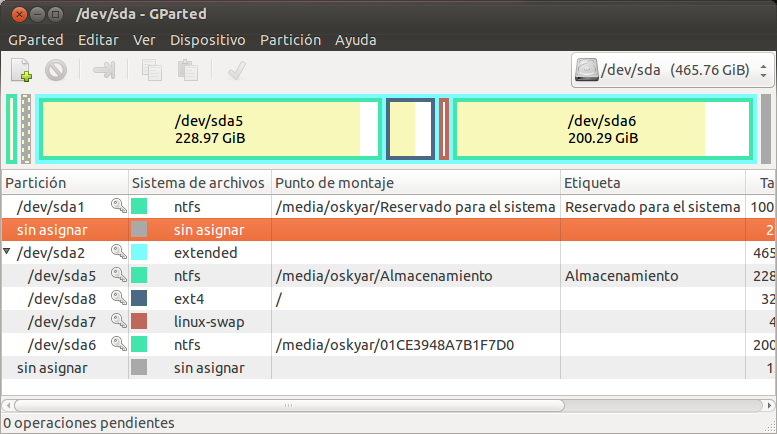 /dev/sda - GParted
GParted Editar Ver Dispositivo Partición Ayuda
/dev/sda (465.76 GiB)
/dev/sda5
228.97 GiB
/dev/sda6
200.29 GiB
Partición Sistema de archivos Punto de montaje Etiqueta Ta
/dev/sda1 ntfs /media/oskyar/Reservado para el sistema Reservado para el sistema 100
sin asignar sin asignar 2
/dev/sda2 extended 465
/dev/sda5 ntfs /media/oskyar/Almacenamiento Almacenamiento 228
/dev/sda8 ext4 / 32
/dev/sda7 linux-swap 4
/dev/sda6 ntfs /media/oskyar/01CE3948A7B1F7D0 200
sin asignar sin asignar 1
0 operaciones pendientes